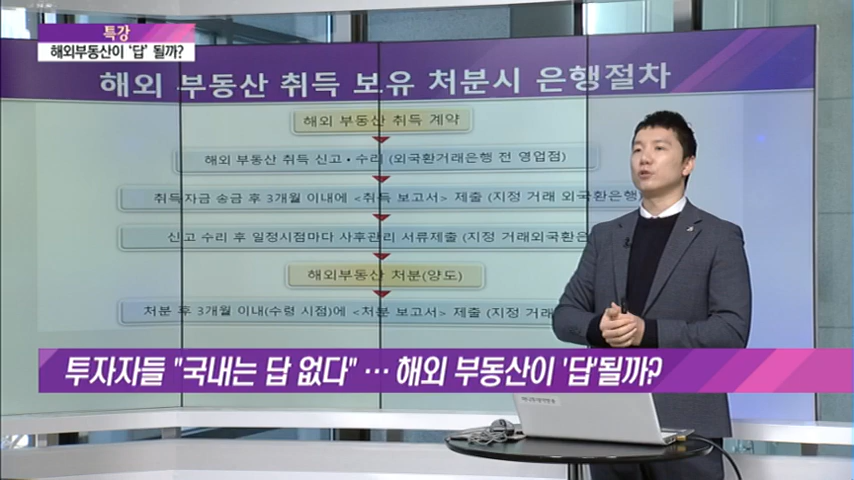 특강
해외부동산이 '답' 될까?
해외 부동산 취득 보유 처분시 은행절차
해외 부동산 취득 계약
해외 부동산 취득 신고·수리 (외국환거래은행 전 영업점)
취득자금 송금 후 3개월 이내에 <취득 보고서> 제출 (지정 거래 외국환은행)
신고 수리 후 일정시점마다 사후관리 서류제출 (지정 거래외국환은
해외부동산 처분(양도)
처분 후 3개월 이내(수령 시점)에 <처분 보고서> 제출 (지정 거래
투자자들 "국내는 답 없다" … 해외 부동산이 '답'될까?